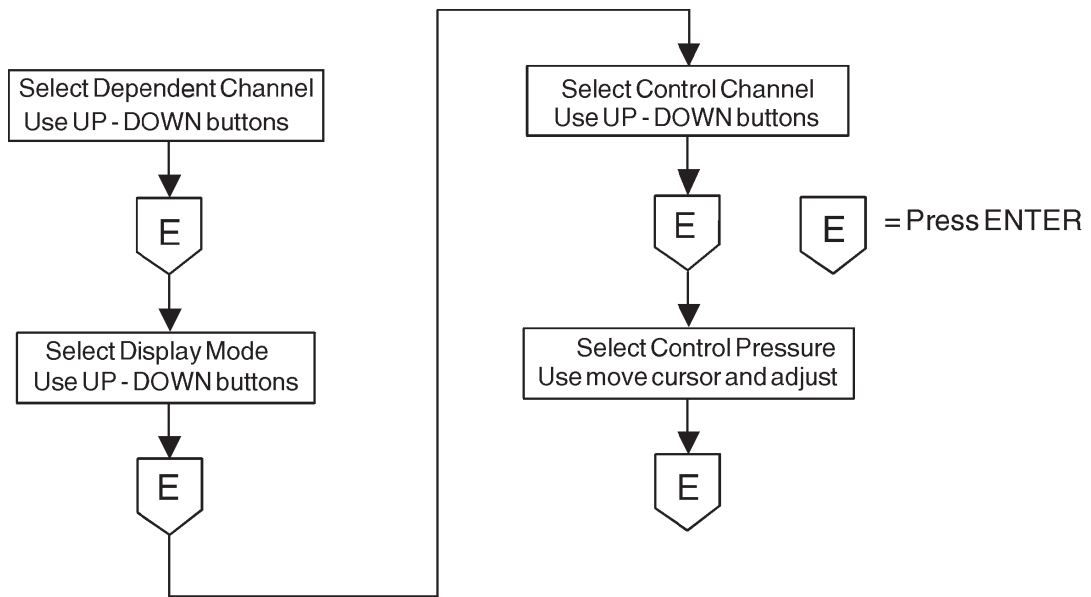 Select Dependent Channel
Use UP - DOWN buttons
E
Select Display Mode
Use UP - DOWN buttons
E
Select Control Channel
Use UP - DOWN buttons
E
E = Press ENTER
Select Control Pressure
Use move cursor and adjust
E